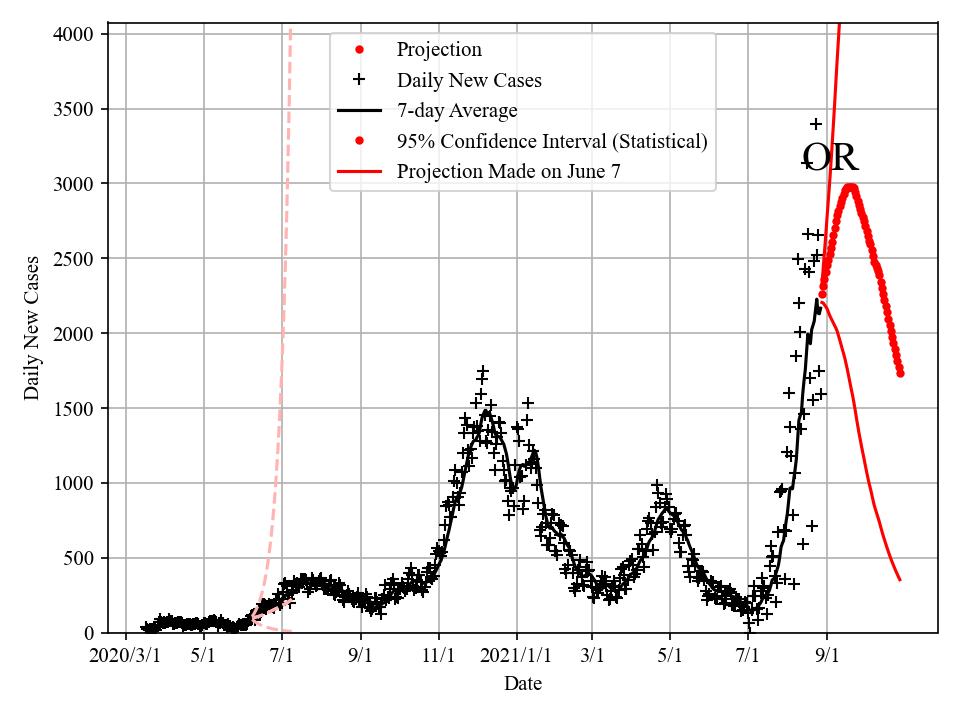 4000
3500
3000
2500
2000
1500
1000
500
0
Daily New Cases
Projection
Daily New Cases
7-day Average
95% Confidence Interval (Statistical)
Projection Made on June 7
OR
2020/3/1 5/1 7/1 9/1 11/1 2021/1/1 3/1 5/1 7/1 9/1
Date